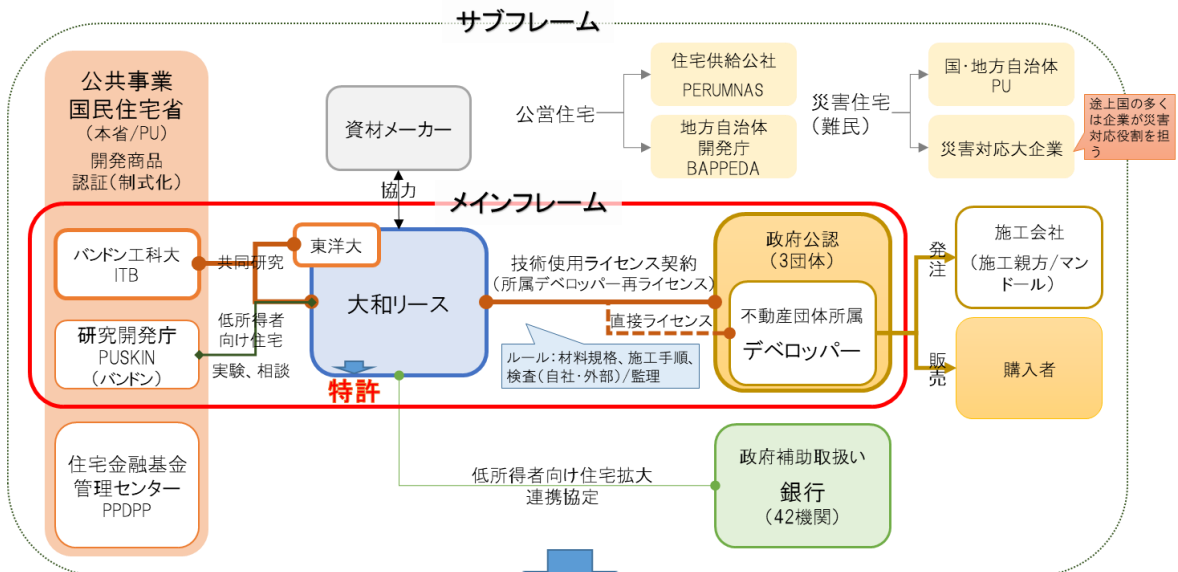 サブフレーム
公共事業
国民住宅省
(本省/PU)
開発商品
認証(制式化)
バンドン工科大
ITB
研究開発庁
PUSKIN
(バンドン)
住宅金融基金
管理センター
PPDPP
資材メーカー
協力
公営住宅
住宅供給公社
PERUMNAS
地方自治体
開発庁
BAPPEDA
災害住宅
(難民)
国・地方自治体
PU
災害対応大企業
途上国の多く
は企業が災害
対応役割を担
う
メインフレーム
共同研究
東洋大
大和リース
低所得者
向け住宅
実験、相談
特許
技術使用ライセンス契約
(所属デベロッパー再ライセンス)
直接ライセンス
ルール:材料規格、施工手順、
検査(自社・外部)/監理
政府公認
(3団体)
不動産団体所属
デベロッパー
発注
施工会社
(施工親方/マン
ドール)
販売
購入者
低所得者向け住宅拡大
連携協定
政府補助取扱い
銀行
(42機関)